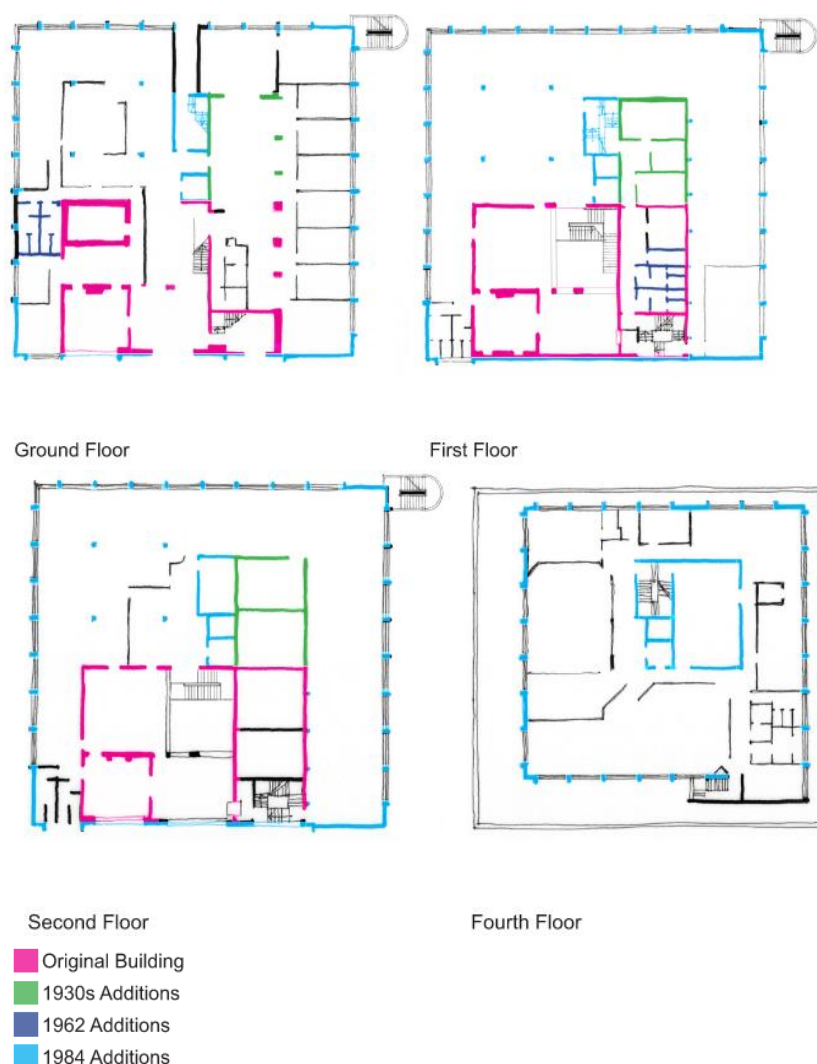 Ground Floor
First Floor
Second Floor
Fourth Floor
Original Building
1930s Additions
1962 Additions
1984 Additions